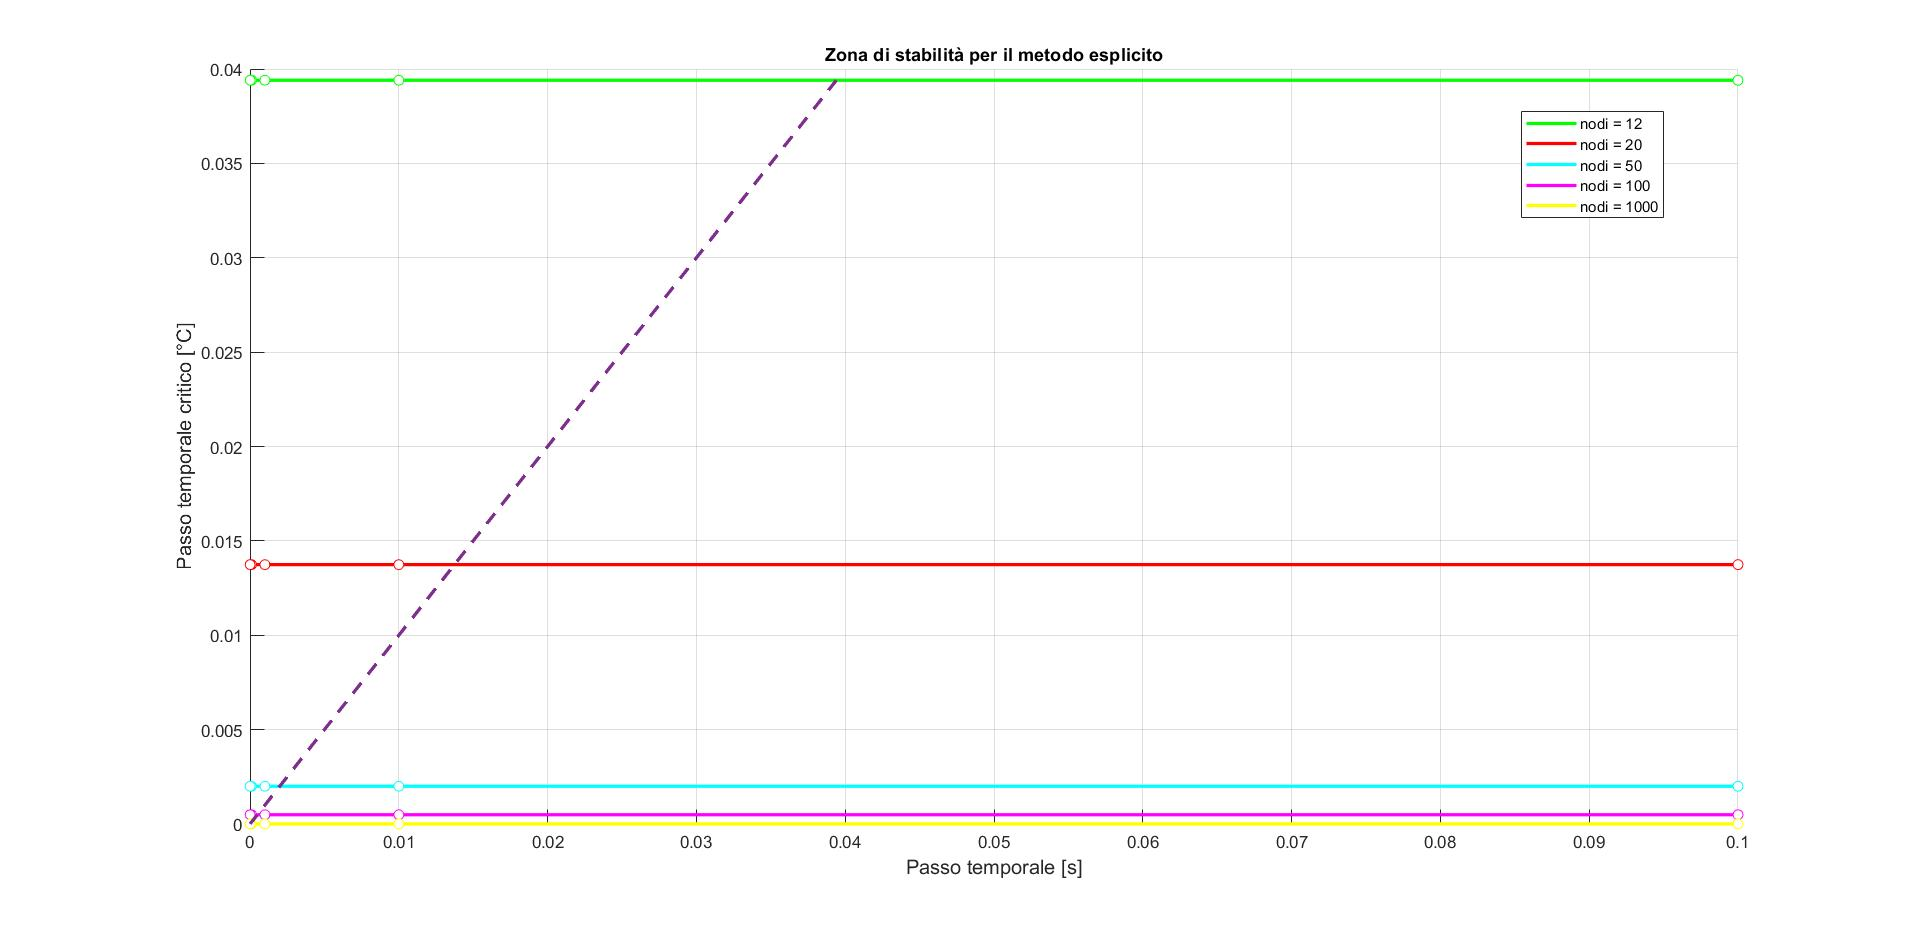 Zona di stabilità per il metodo esplicito
0.04
0.035
0.03
0.025
0.02
0.015
0.01
0.005
0
Passo temporale critico [°C]
nodi = 12
nodi = 20
nodi = 50
nodi = 100
nodi = 1000
0
0.01
0.02
0.03
0.04
0.05
0.06
0.07
0.08
0.09
0.1
Passo temporale [s]